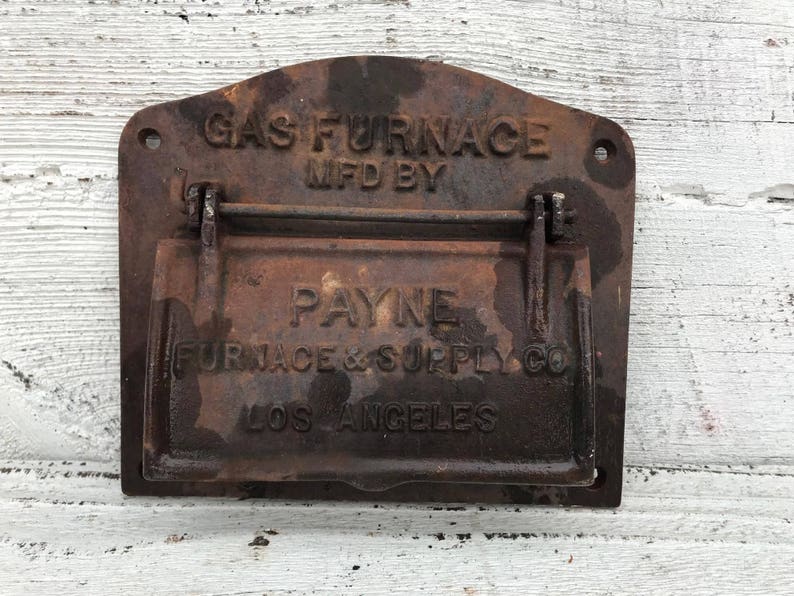 GAS FURNACE
MFD BY
PAYNE
FURNACE & SUPPLY CO
LOS ANGELES